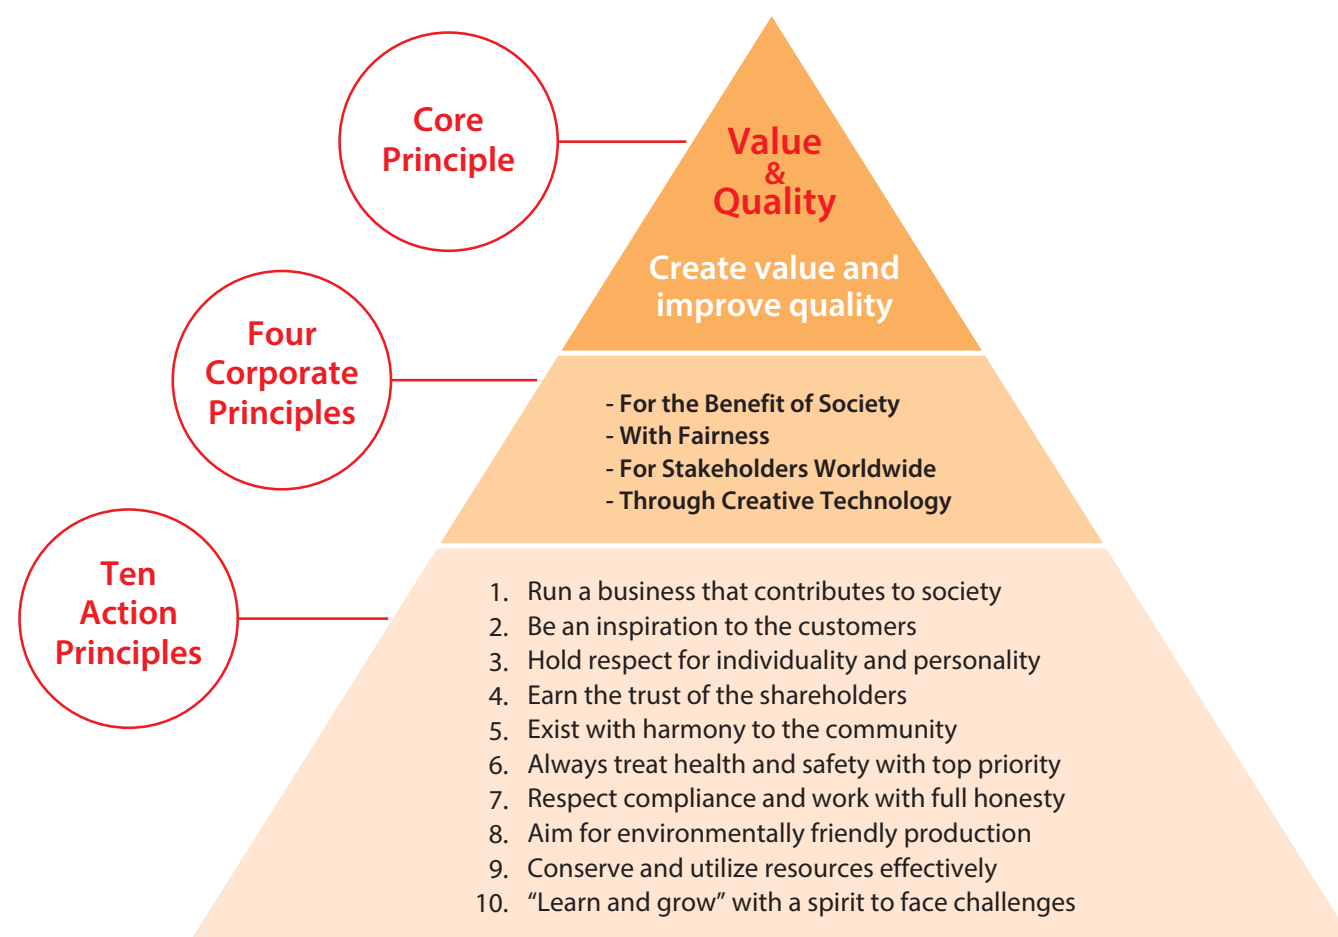 Core
Principle
Value
&
Quality
Create value and
improve quality
Four
Corporate
Principles
- For the Benefit of Society
- With Fairness
- For Stakeholders Worldwide
- Through Creative Technology
Ten
Action
Principles
1. Run a business that contributes to society
2. Be an inspiration to the customers
3. Hold respect for individuality and personality
4. Earn the trust of the shareholders
5. Exist with harmony to the community
6. Always treat health and safety with top priority
7. Respect compliance and work with full honesty
8. Aim for environmentally friendly production
9. Conserve and utilize resources effectively
10. “Learn and grow” with a spirit to face challenges